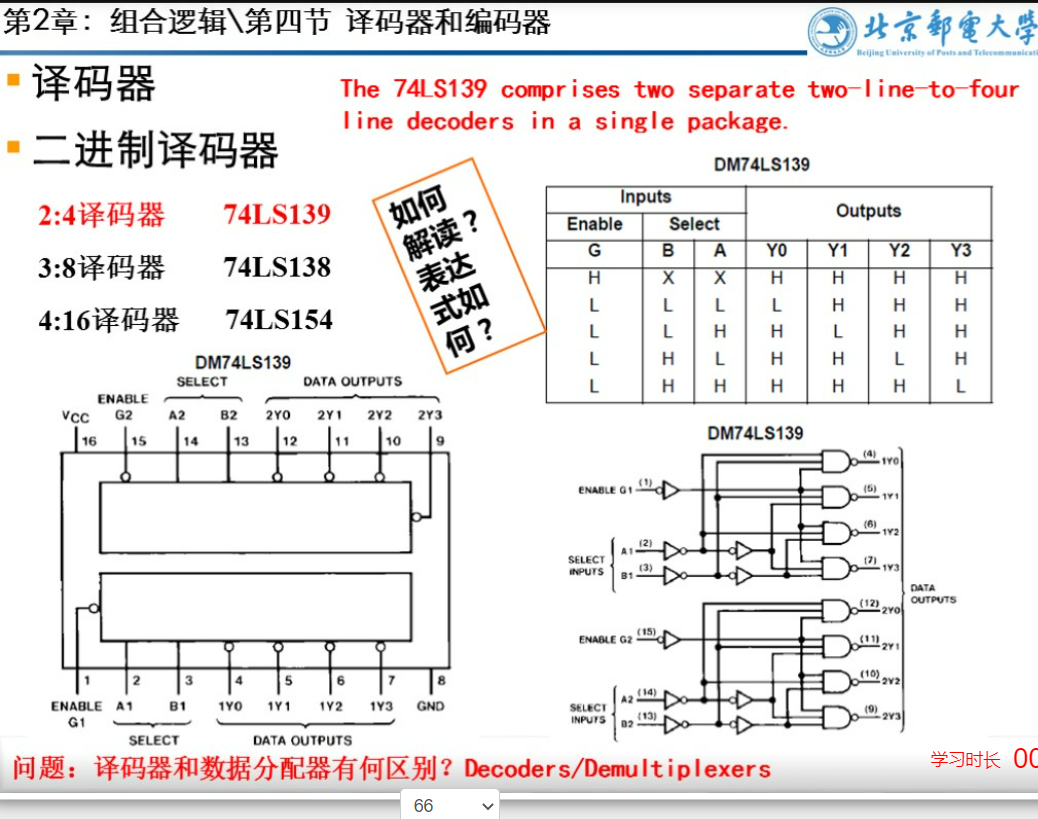 第2章：组合逻辑\第四节 译码器和编码器
北京邮電大學
Beijing University of Posts and Telecommunicati
译码器
二进制译码器
The 74LS139 comprises two separate two-line-to-four
line decoders in a single package.
2:4译码器 74LS139
3:8译码器 74LS138
4:16译码器 74LS154
如何
解读？
表达
式如
何？
DM74LS139
Inputs Outputs
Enable Select
G B A Y0 Y1 Y2 Y3
H X X H H H H
L L L L H H H
L L H H L H H
L H L H H L H
L H H H H H L
DM74LS139
SELECT DATA OUTPUTS
ENABLE
VCC G2 A2 B2 2Y0 2Y1 2Y2 2Y3
16 15 14 13 12 11 10 9
1 2 3 4 5 6 7 8
ENABLE A1 B1 1Y0 1Y1 1Y2 1Y3 GND
G1
SELECT DATA OUTPUTS
DM74LS139
(4) 1Y0
ENABLE G1 (1)
(5) 1Y1
(6) 1Y2
SELECT
INPUTS
A1 (2)
B1 (3)
(7) 1Y3
DATA
OUTPUTS
(12) 2Y0
ENABLE G2 (15)
(11) 2Y1
(10) 2Y2
SELECT
INPUTS
A2 (14)
B2 (13)
(9) 2Y3
问题：译码器和数据分配器有何区别？Decoders/Demultiplexers
学习时长 00
66